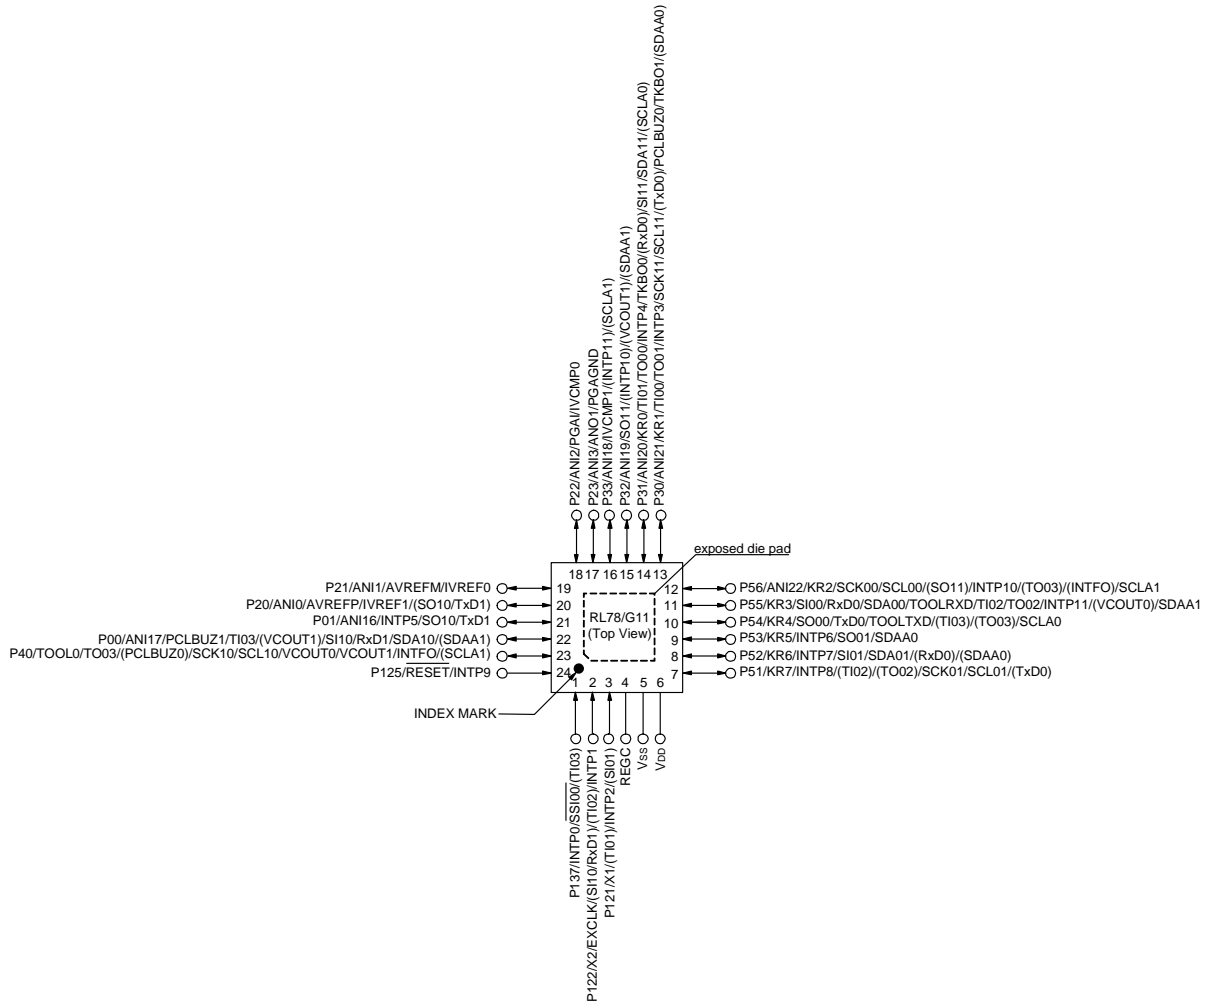 P22/ANI2/PGAI/IVCMP0
P23/ANI3/ANO1/PGAGND
P33/ANI18/IVCMP1/(INTP11)/(SCLA1)
P32/ANI19/SO11/(INTP10)/(VCOUT1)/(SDAA1)
P31/ANI20/KR0/TI01/TO00/INTP4/TKBO0/(RxD0)/SI11/SDA11/(SCLA0)
P30/ANI21/KR1/TI00/TO01/INTP3/SCK11/SCL11/(TxD0)/PCLBUZ0/TKBO1/(SDAA0)
exposed die pad
18 17 16 15 14 13
P21/ANI1/AVREFM/IVREF0 19
P20/ANI0/AVREFP/IVREF1/(SO10/TxD1) 20
P01/ANI16/INTP5/SO10/TxD1 21
P00/ANI17/PCLBUZ1/TI03/(VCOUT1)/SI10/RxD1/SDA10/(SDAA1) 22
P40/TOOL0/TO03/(PCLBUZ0)/SCK10/SCL10/VCOUT0/VCOUT1/INTFO/(SCLA1) 23
P125/RESET/INTP9 24
RL78/G11
(Top View)
12 P56/ANI22/KR2/SCK00/SCL00/(SO11)/INTP10/(TO03)/(INTFO)/SCLA1
11 P55/KR3/SI00/RxD0/SDA00/TOOLRXD/TI02/TO02/INTP11/(VCOUT0)/SDAA1
10 P54/KR4/SO00/TxD0/TOOLTXD/(TI03)/(TO03)/SCLA0
9 P53/KR5/INTP6/SO01/SDAA0
8 P52/KR6/INTP7/SI01/SDA01/(RxD0)/(SDAA0)
7 P51/KR7/INTP8/(TI02)/(TO02)/SCK01/SCL01/(TxD0)
1 2 3 4 5 6
INDEX MARK
P137/INTP0/SSI00/(TI03)
P122/X2/EXCLK/(SI10/RxD1)/(TI02)/INTP1
P121/X1/(TI01)/INTP2/(SI01)
REGC
VSS
VDD